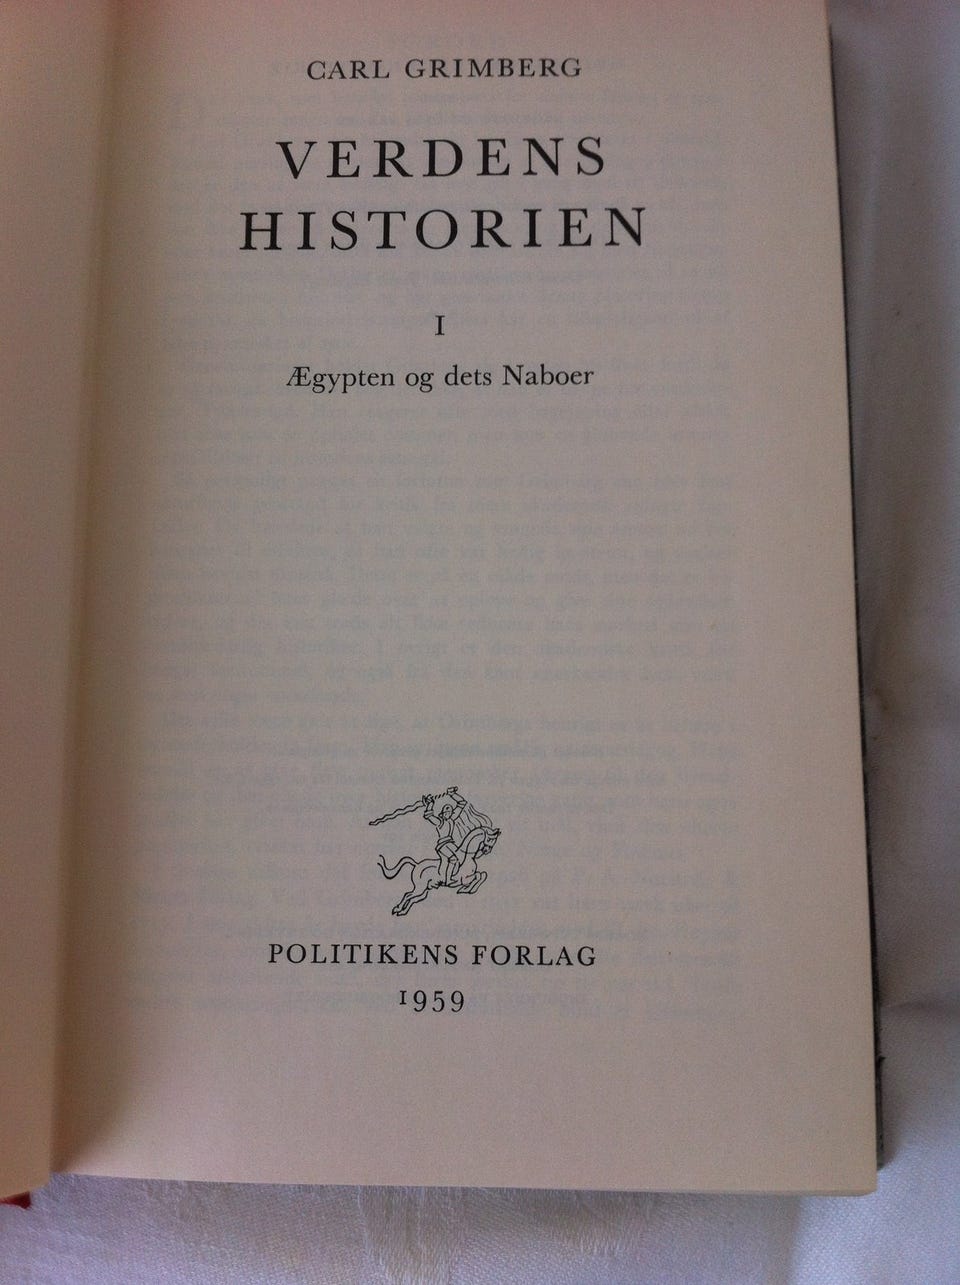 CARL GRIMBERG
VERDENS
HISTORIEN
I
Ægypten og dets Naboer
POLITIKENS FORLAG
1959